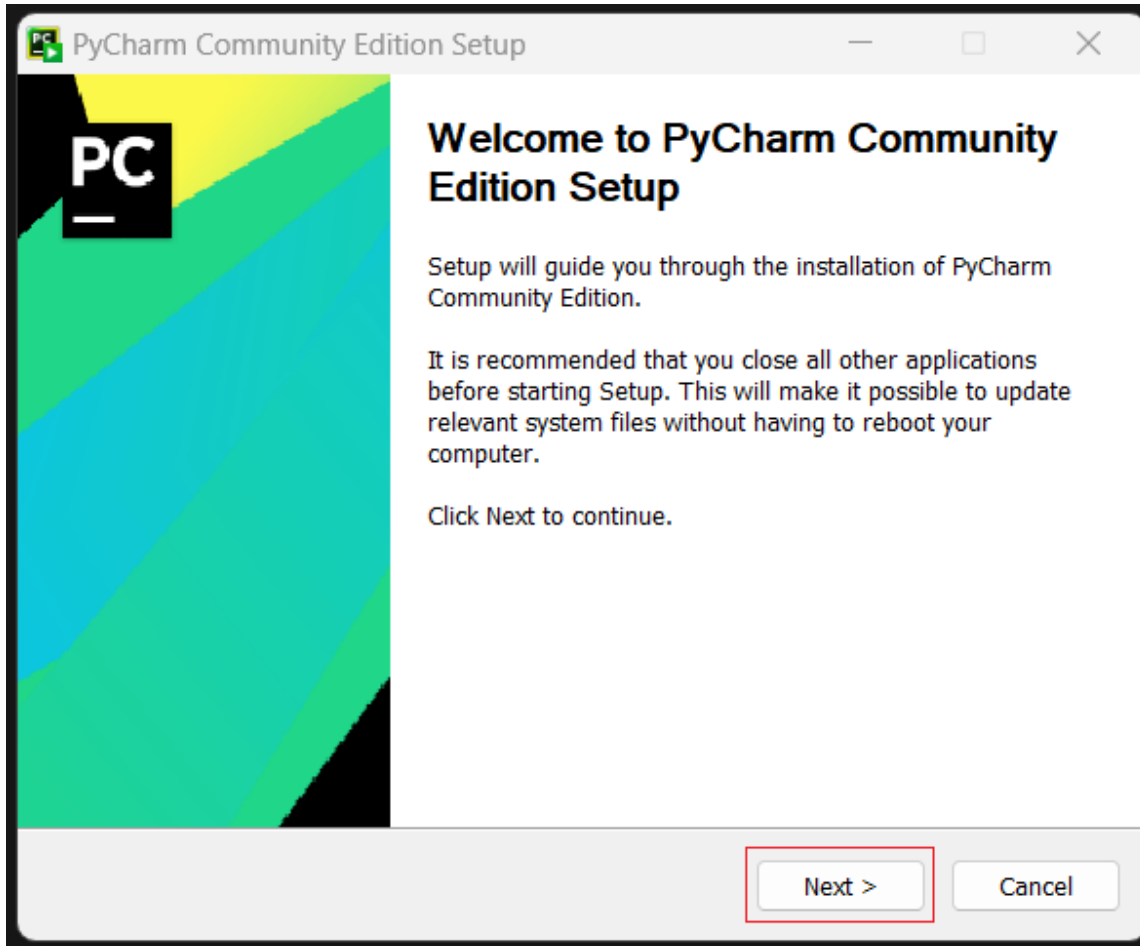 PyCharm Community Edition Setup
PC
Welcome to PyCharm Community
Edition Setup
Setup will guide you through the installation of PyCharm
Community Edition.
It is recommended that you close all other applications
before starting Setup. This will make it possible to update
relevant system files without having to reboot your
computer.
Click Next to continue.
Next >
Cancel